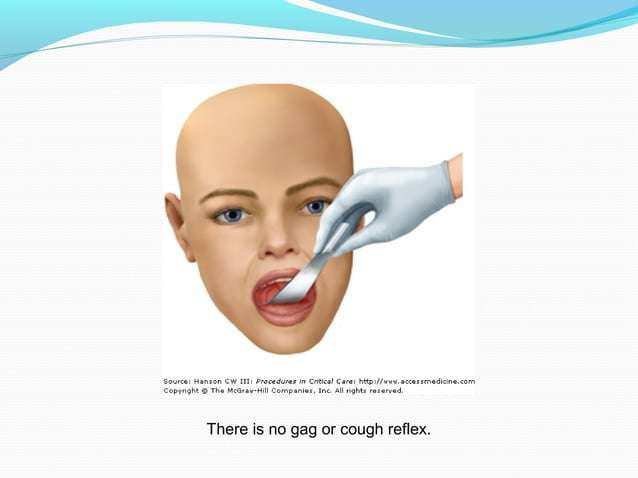 Source: Hanson CW III: Procedures in Critical Care: http://www.accessmedicine.com
Copyright © The McGraw-Hill Companies, Inc. All rights reserved.
There is no gag or cough reflex.